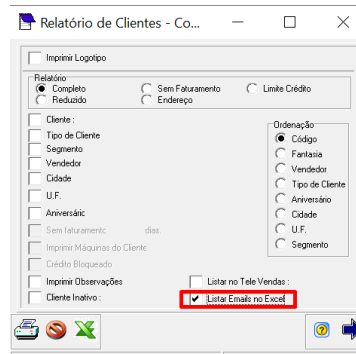 Relatório de Clientes - Co...
Imprimir Logotipo
Relatório
Completo
Sem Faturamento
Limite Crédito
Reduzido
Endereço
Cliente :
Tipo de Cliente
Segmento
Vendedor
Cidade
U.F.
Aniversáric
Sem faturamentc dias.
Imprimir Máquinas do Cliente
Crédito Bloqueado
Imprimir Observações
Cliente Inativo :
Ordenação
Código
Fantasia
Vendedor
Tipo de Cliente
Aniversário
Cidade
U.F.
Segmento
Listar no Tele Vendas :
Listar Emails no Excel